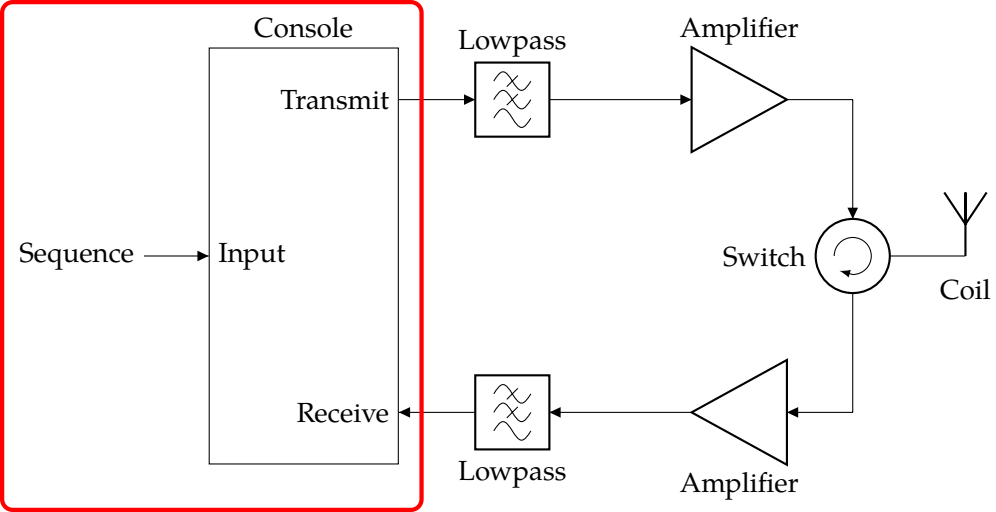 Console
Lowpass
Amplifier
Transmit
Sequence
Input
Switch
Coil
Receive
Lowpass
Amplifier